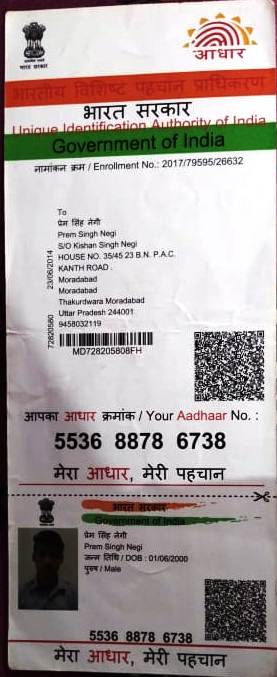 भारत सरकार
आधार
भारतीय विशिष्ट पहचान प्राधिकरण
भारत सरकार
Unique Identification Authority of India
Government of India
नामांकन क्रम / Enrollment No.: 2017/79595/26632
To
प्रेम सिंह नेगी
Prem Singh Negi
S/O Kishan Singh Negi
HOUSE NO. 35/45 23 B.N. P.A.C.
KANTH ROAD .
Moradabad
Moradabad
Thakurdwara Moradabad
Uttar Pradesh 244001
9458032119
23/06/2014
72820580
MD728205808FH
आपका आधार क्रमांक / Your Aadhaar No. :
5536 8878 6738
मेरा आधार, मेरी पहचान
भारत सरकार
Government of India
प्रेम सिंह नेगी
Prem Singh Negi
जन्म तिथि / DOB : 01/06/2000
पुरुष / Male
5536 8878 6738
मेरा आधार, मेरी पहचान